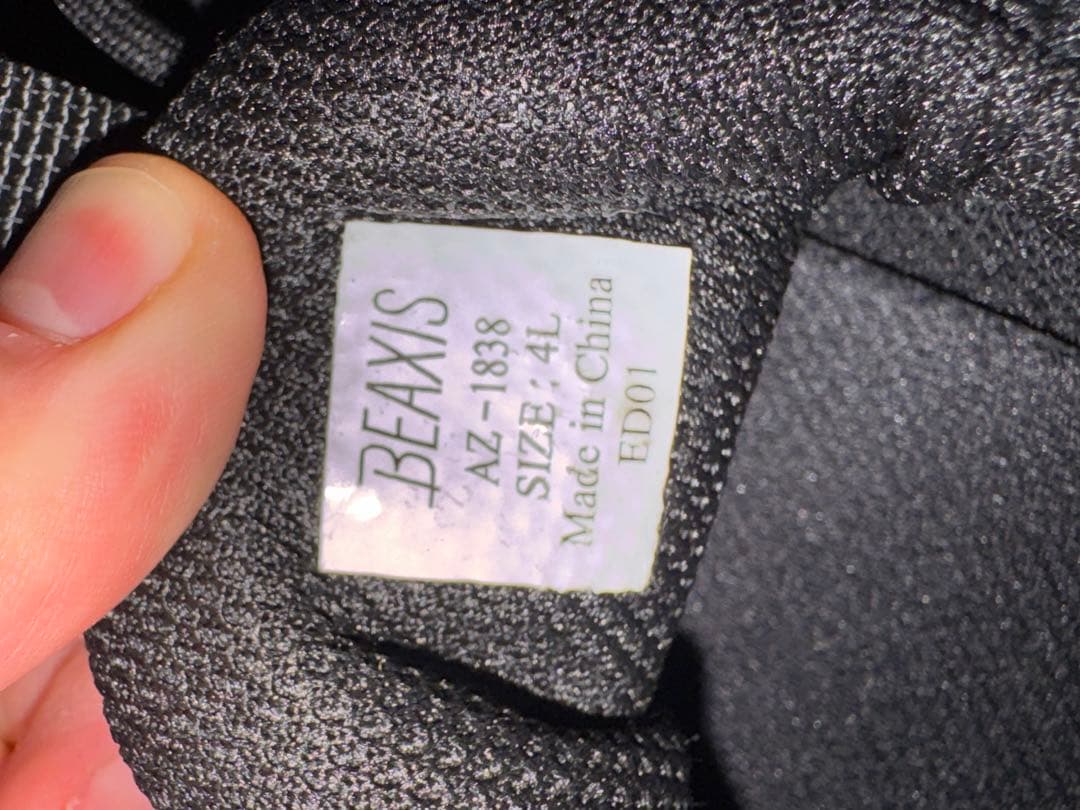 BEAXIS
AZ-1838
SIZE : 4L
Made in China
ED01